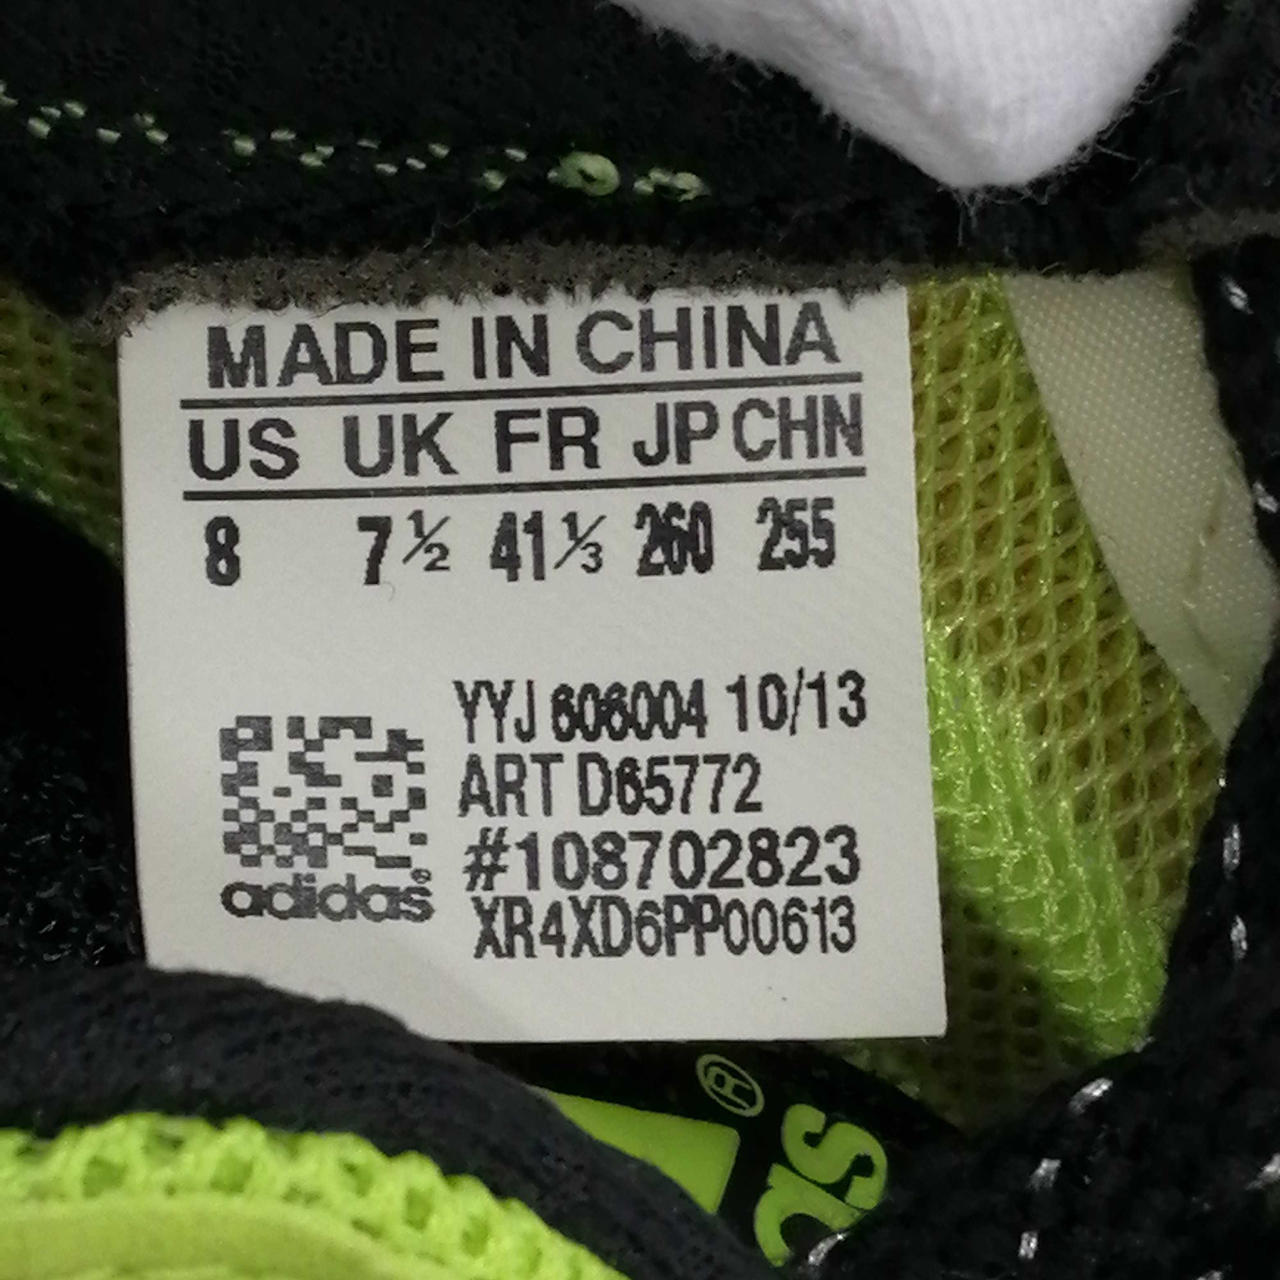 MADE IN CHINA
US UK FR JP CHN
8 7½ 41⅓ 260 255
YYJ 606004 10/13
ART D65772
#108702823
XR4XD6PP00613
adidas®
das®